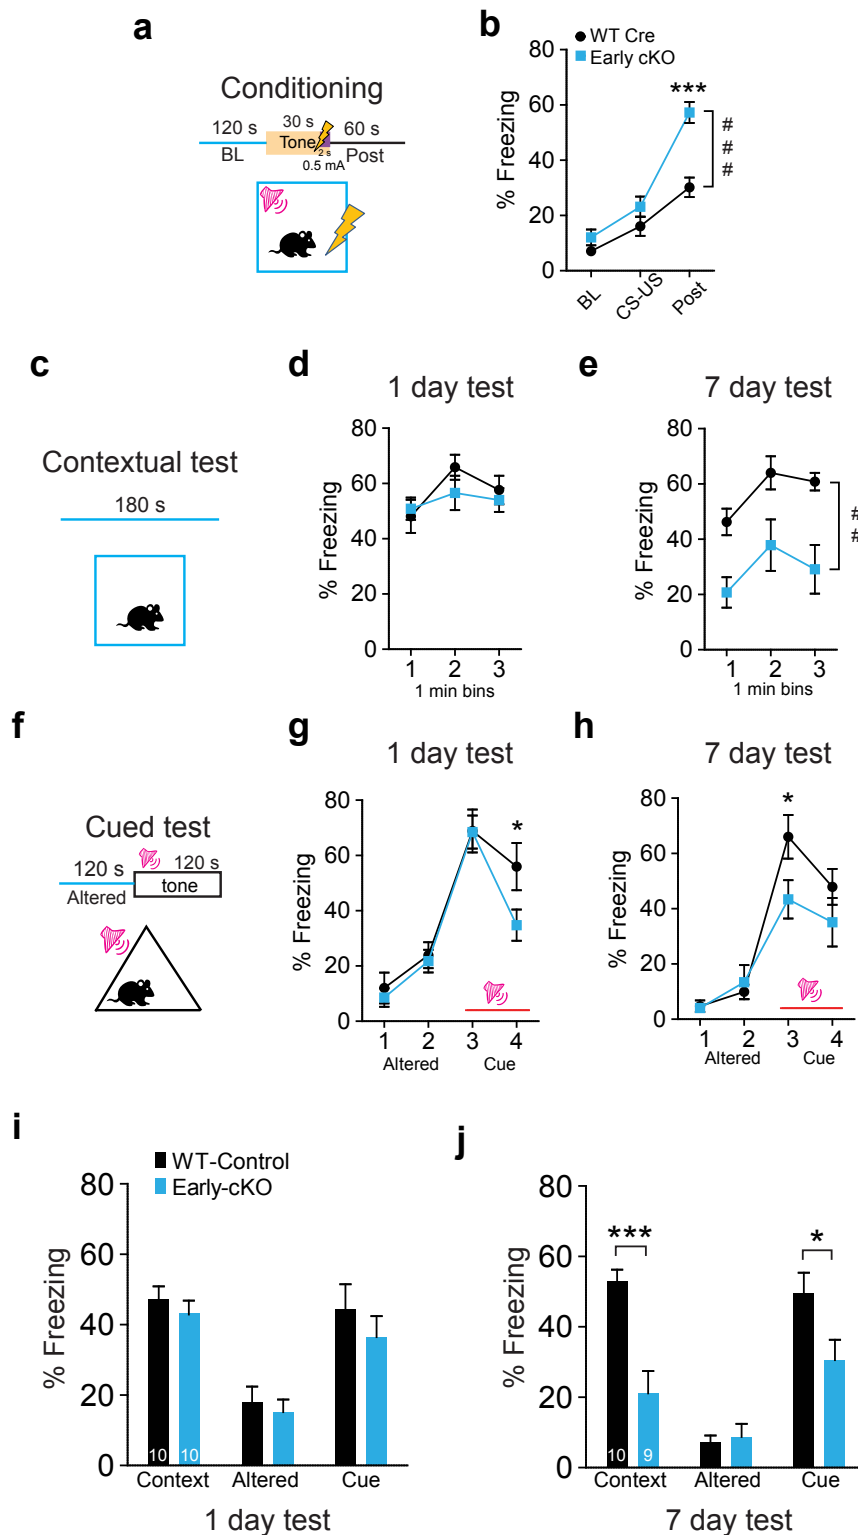 a
Conditioning
120 s
30 s
60 s
BL
Tone
2 s
Post
0.5 mA
b
WT Cre
Early cKO
80
60
40
20
0
% Freezing
***
###
BL
CS-US
Post
c
Contextual test
180 s
d
1 day test
80
60
40
20
0
% Freezing
1 2 3
1 min bins
e
7 day test
80
60
40
20
0
% Freezing
##
1 2 3
1 min bins
f
Cued test
120 s
120 s
Altered
tone
g
1 day test
80
60
40
20
0
% Freezing
*
1 2 3 4
Altered Cue
h
7 day test
80
60
40
20
0
% Freezing
*
1 2 3 4
Altered Cue
i
WT-Control
Early-cKO
80
60
40
20
0
% Freezing
10 10
Context Altered Cue
1 day test
j
80
60
40
20
0
% Freezing
***
*
10 9
Context Altered Cue
7 day test